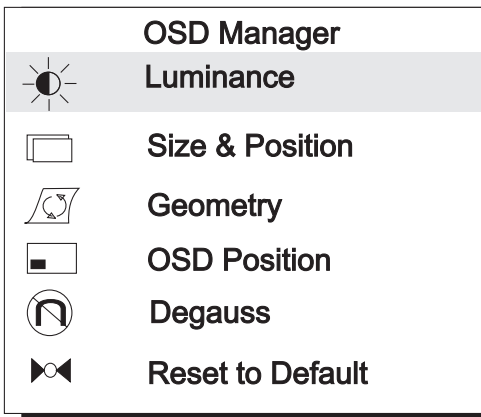 OSD Manager
Luminance
Size & Position
Geometry
OSD Position
Degauss
Reset to Default